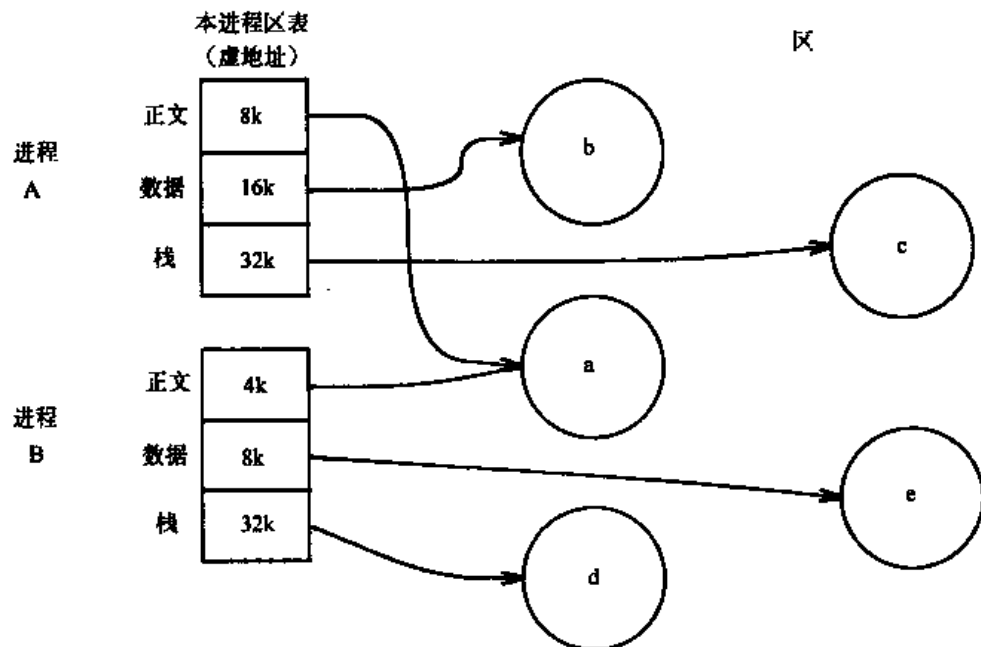 本进程区表
(虚地址)
区
进程
A
正文 8k
数据 16k
栈 32k
b
c
a
进程
B
正文 4k
数据 8k
栈 32k
e
d